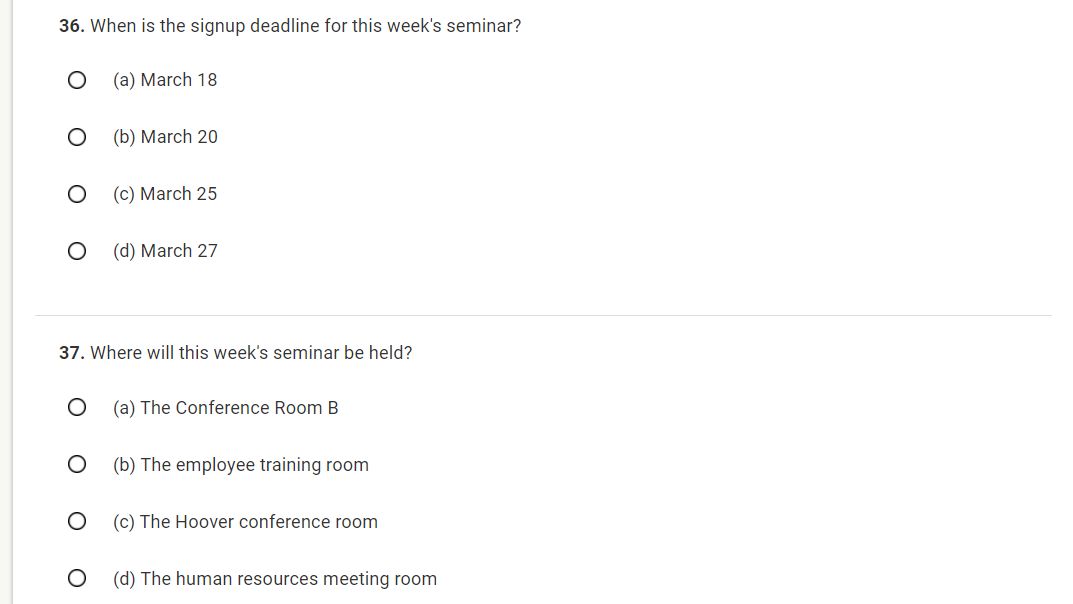 36. When is the signup deadline for this week's seminar?
(a) March 18
(b) March 20
(c) March 25
(d) March 27
37. Where will this week's seminar be held?
(a) The Conference Room B
(b) The employee training room
(c) The Hoover conference room
(d) The human resources meeting room